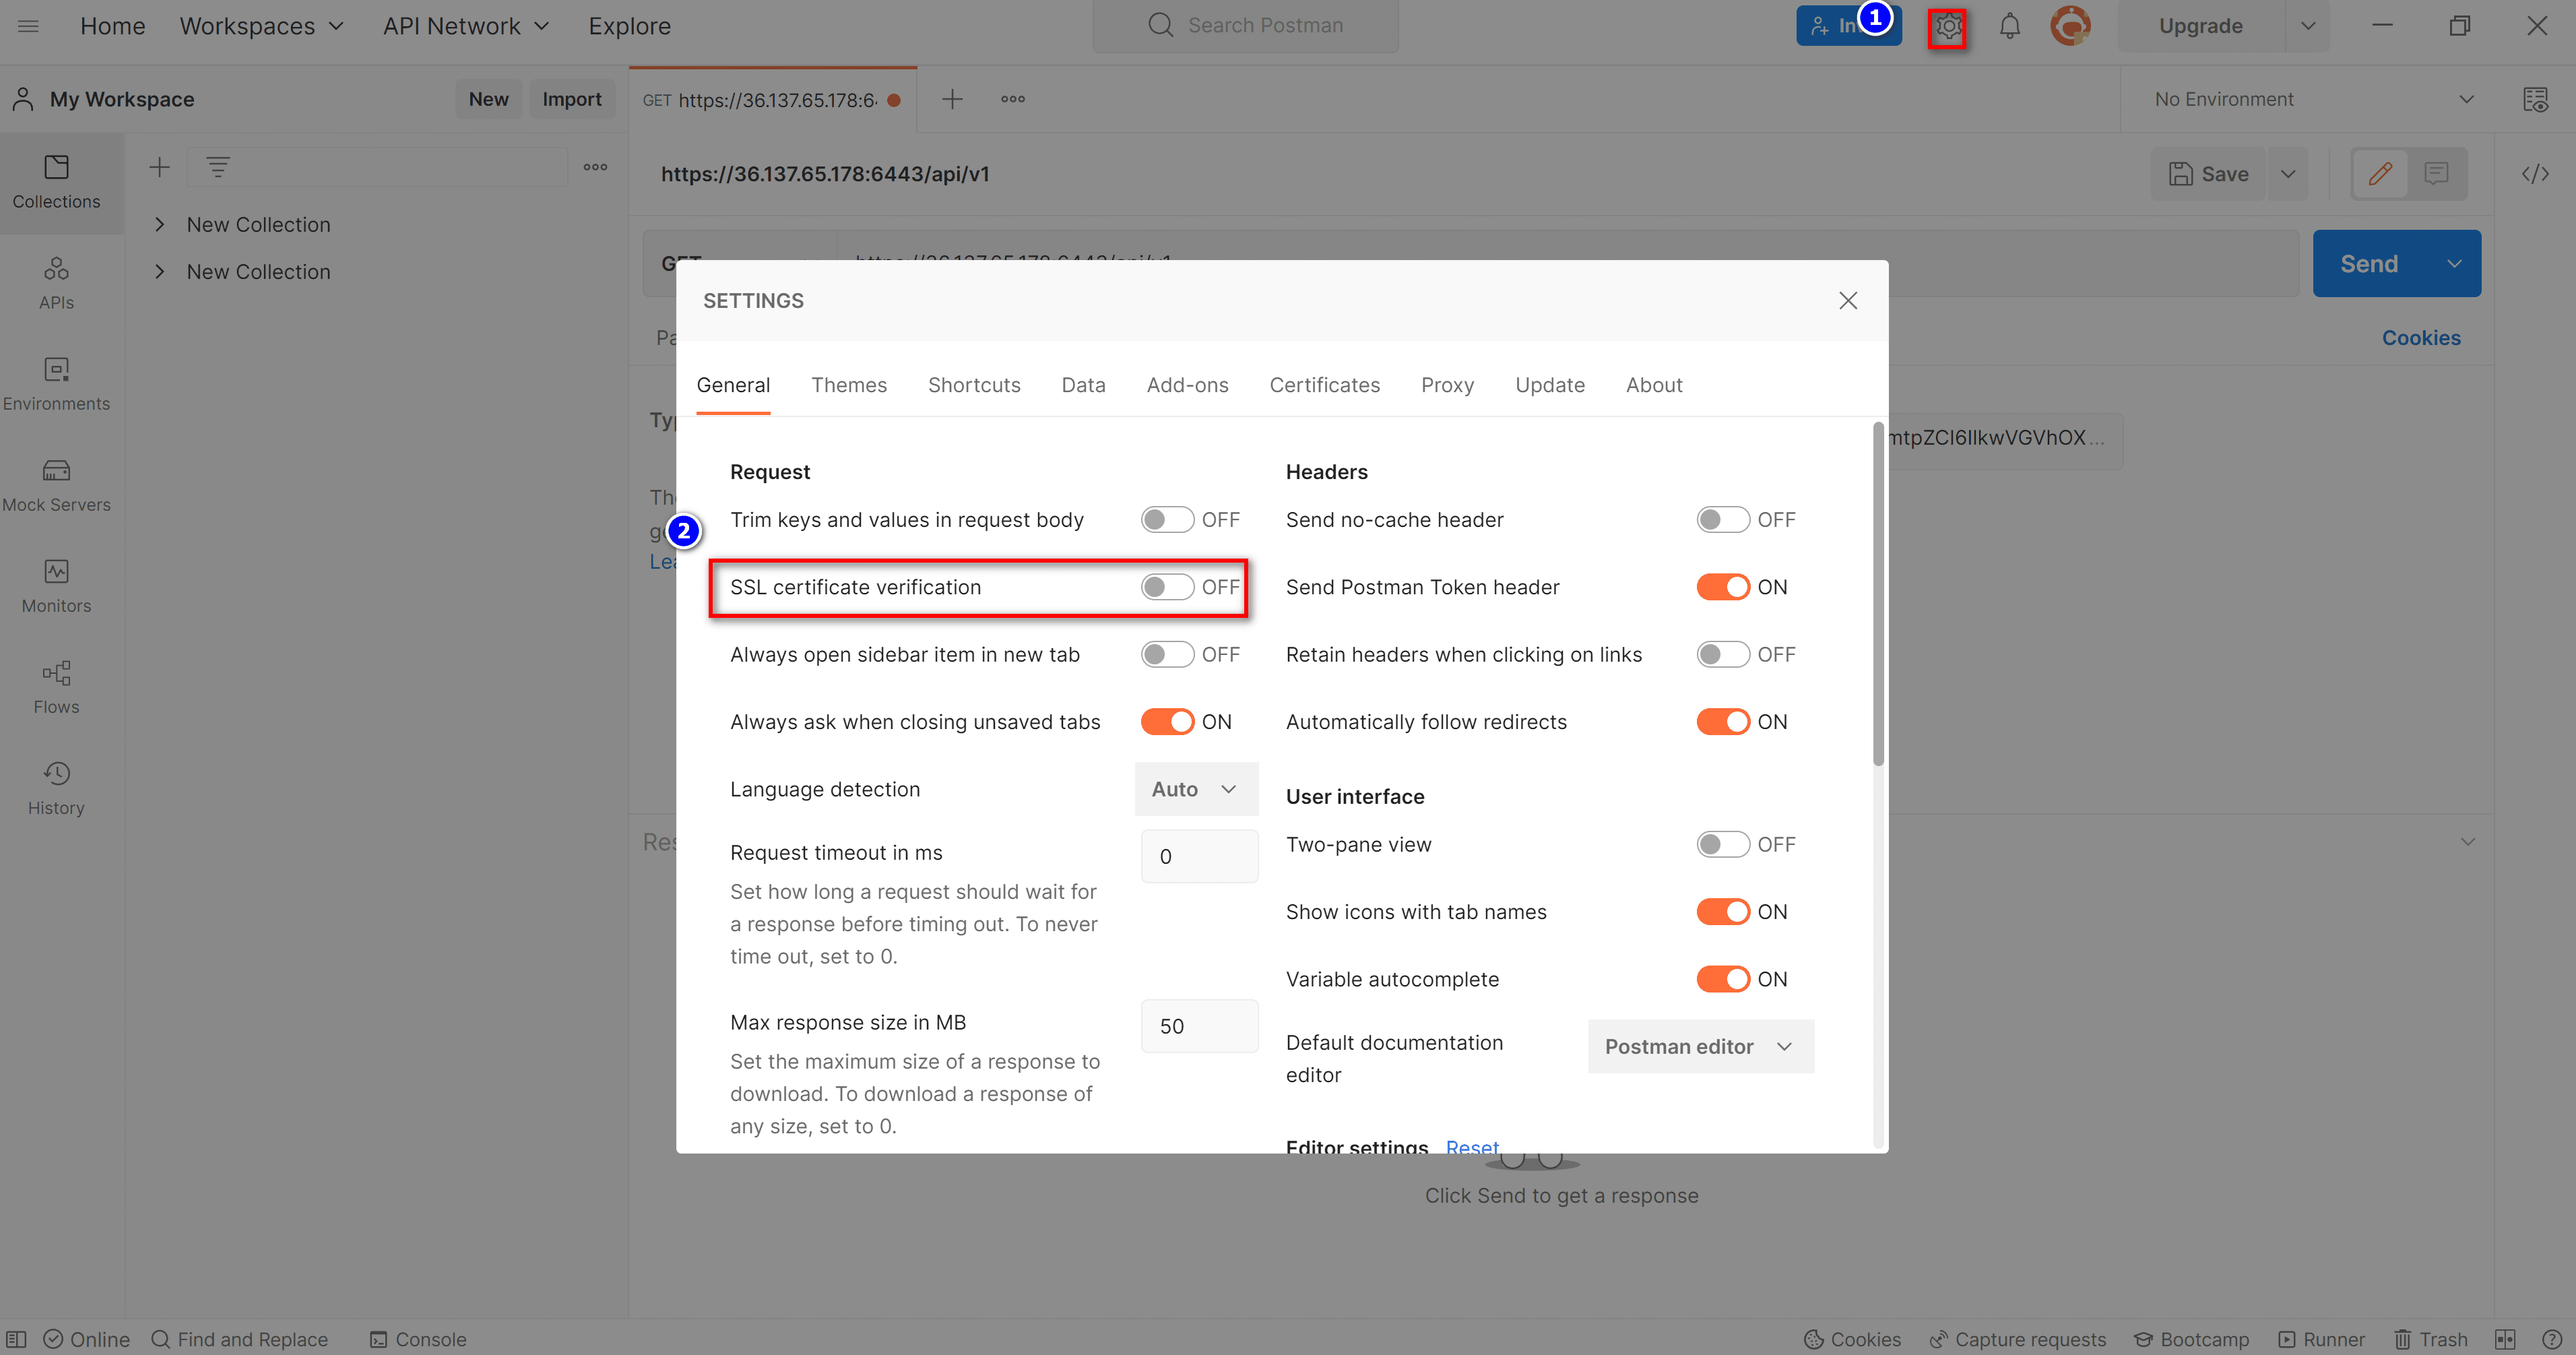 Home Workspaces API Network Explore
Search Postman
1
Upgrade
My Workspace
New Import
GET https://36.137.65.178:6
No Environment
Collections
https://36.137.65.178:6443/api/v1
Save
New Collection
New Collection
APIs
Environments
Mock Servers
Monitors
Flows
History
Send
Cookies
mtpZCI6IlkwVGVhOX...
SETTINGS
General Themes Shortcuts Data Add-ons Certificates Proxy Update About
Request
Trim keys and values in request body OFF
2
SSL certificate verification OFF
Always open sidebar item in new tab OFF
Always ask when closing unsaved tabs ON
Language detection Auto
Request timeout in ms 0
Set how long a request should wait for
a response before timing out. To never
time out, set to 0.
Max response size in MB 50
Set the maximum size of a response to
download. To download a response of
any size, set to 0.
Headers
Send no-cache header OFF
Send Postman Token header ON
Retain headers when clicking on links OFF
Automatically follow redirects ON
User interface
Two-pane view OFF
Show icons with tab names ON
Variable autocomplete ON
Default documentation
editor
Postman editor
Editor settings Reset
Click Send to get a response
Online Find and Replace Console
Cookies Capture requests Bootcamp Runner Trash